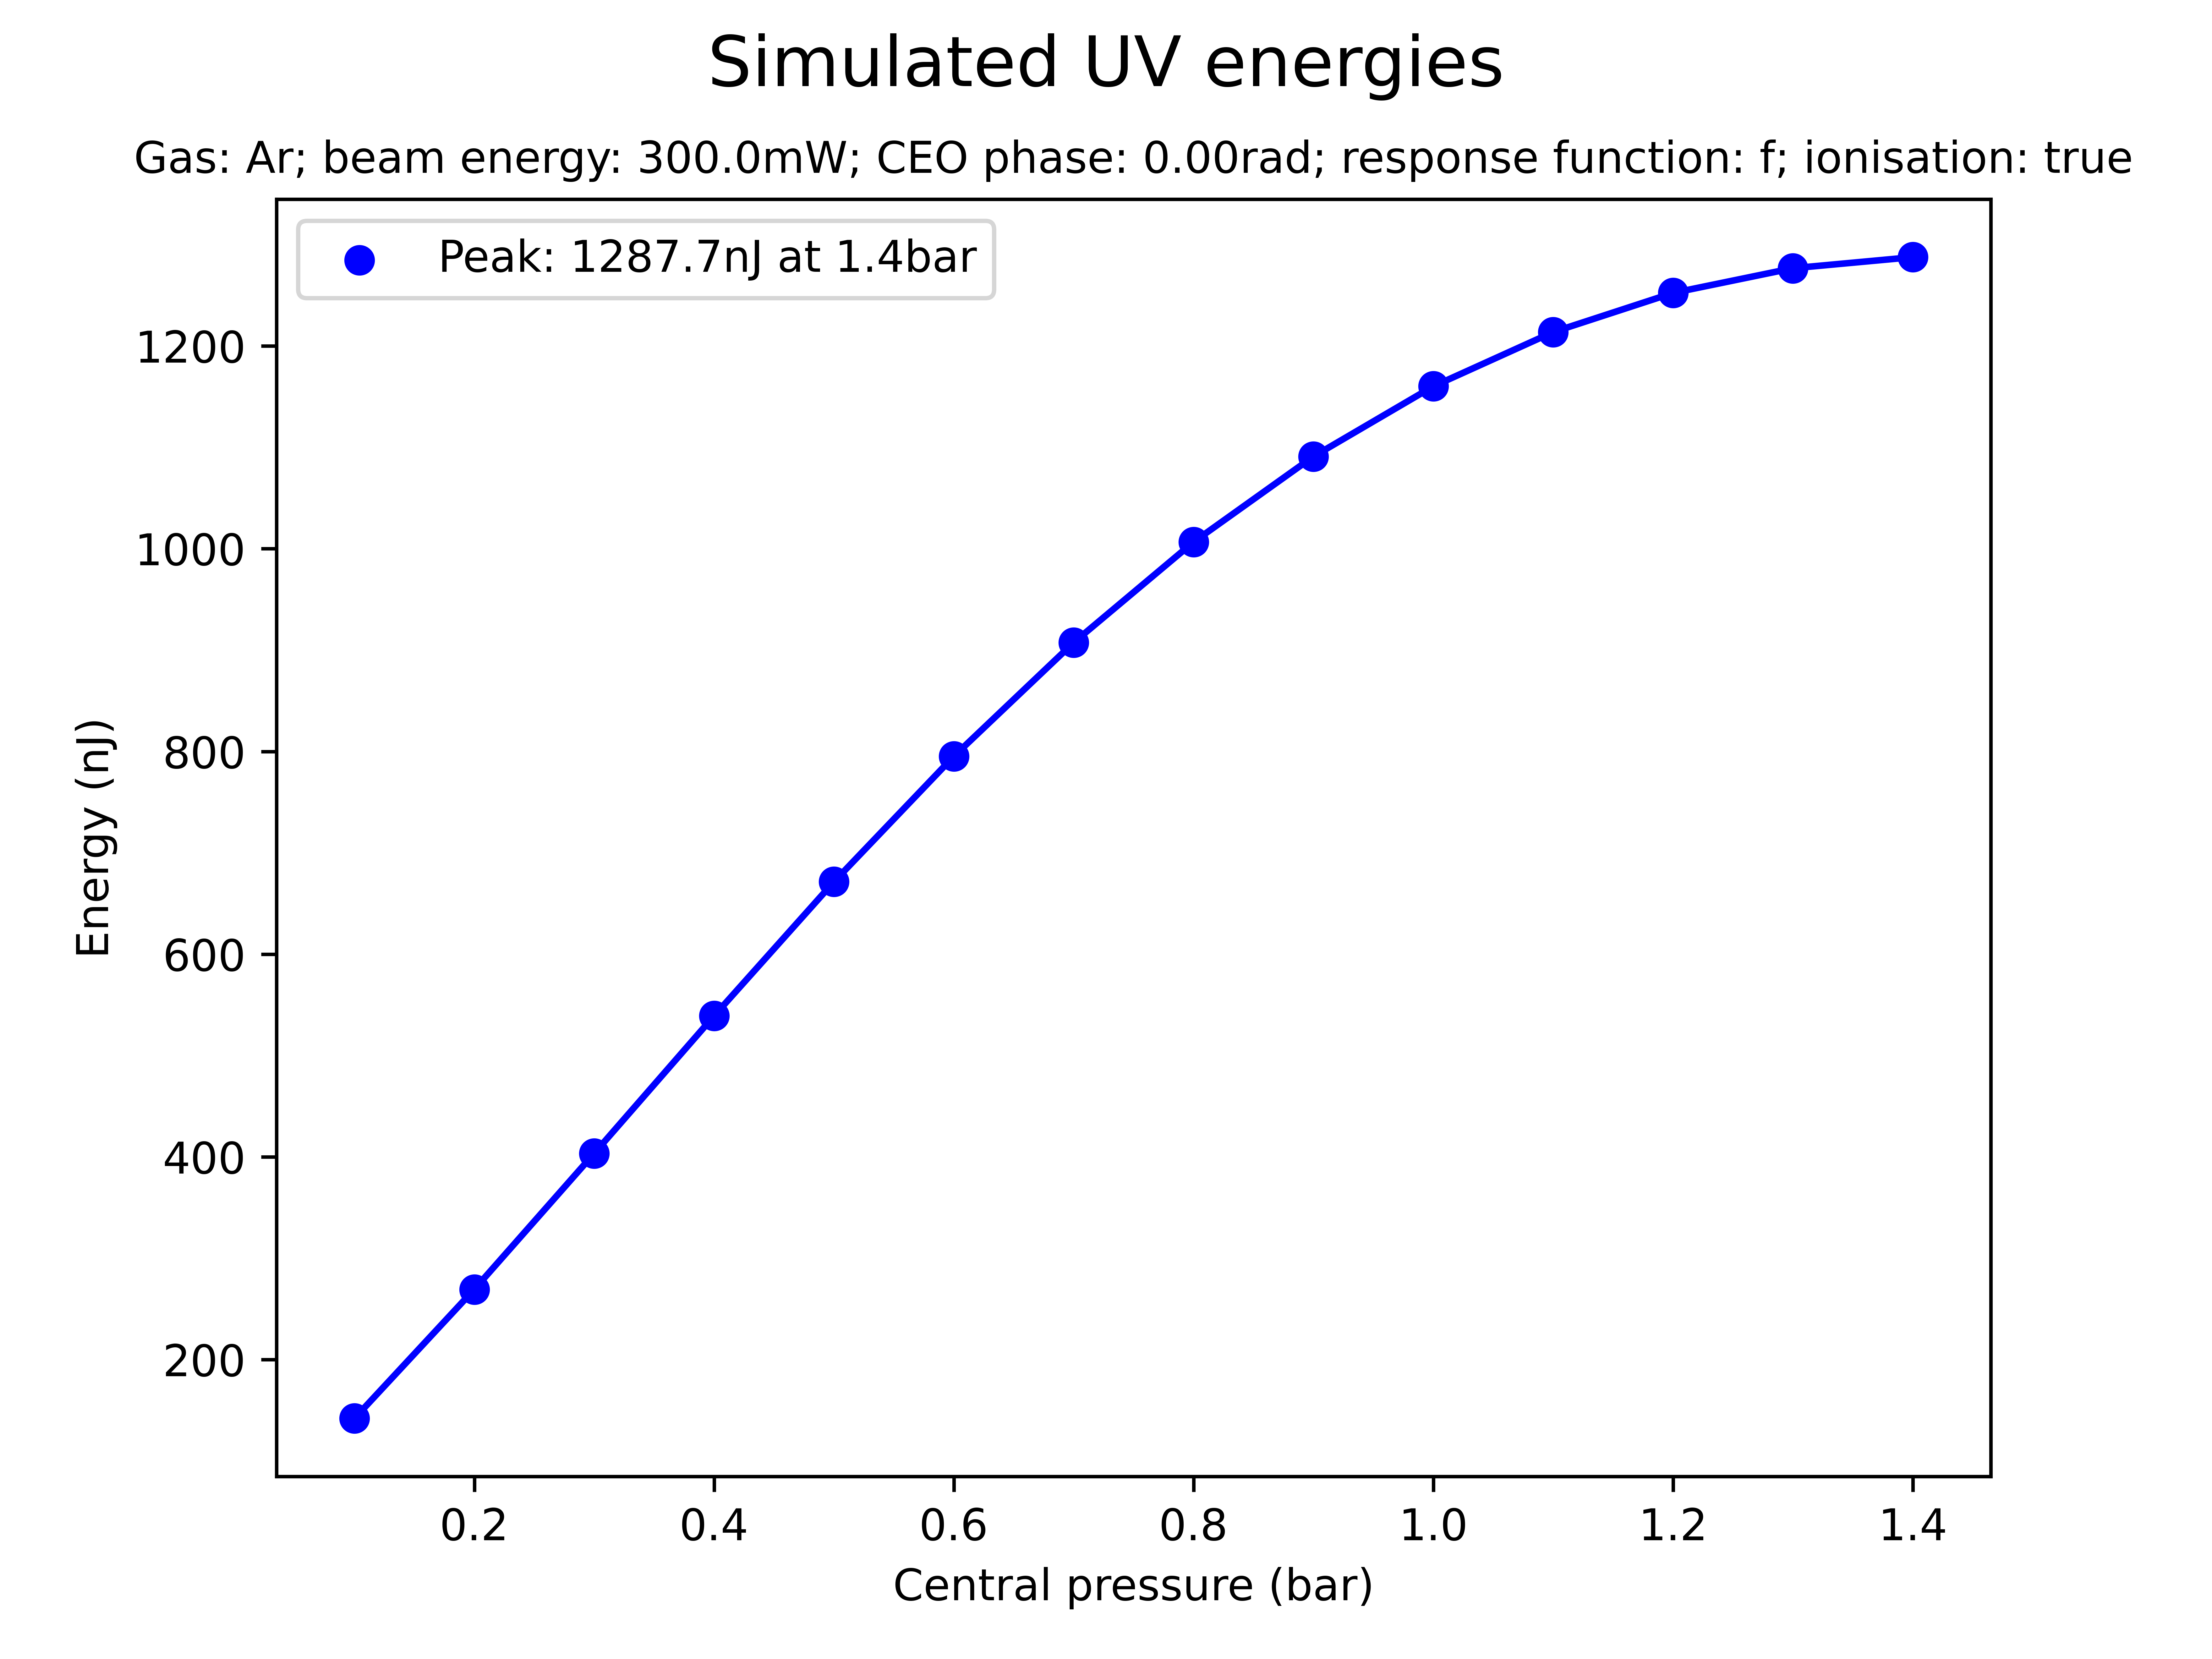 Simulated UV energies
Gas: Ar; beam energy: 300.0mW; CEO phase: 0.00rad; response function: f; ionisation: true
Peak: 1287.7nJ at 1.4bar
1200
1000
800
600
400
200
Energy (nJ)
0.2 0.4 0.6 0.8 1.0 1.2 1.4
Central pressure (bar)